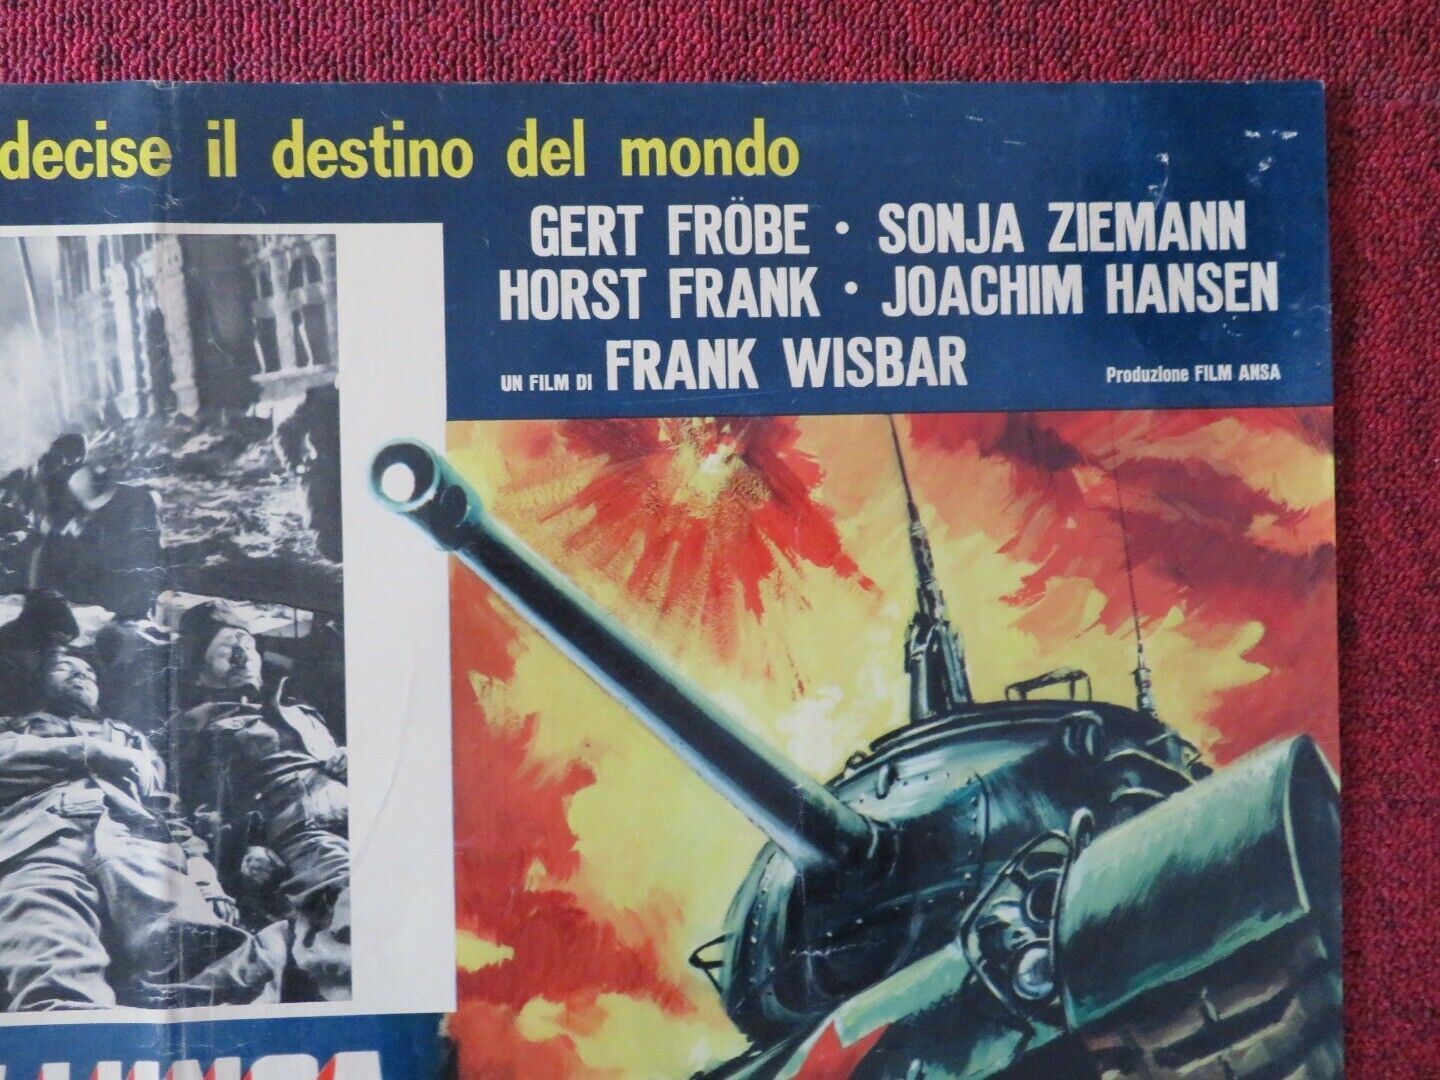 decise il destino del mondo
GERT FRÖBE · SONJA ZIEMANN
HORST FRANK · JOACHIM HANSEN
UN FILM DI FRANK WISBAR
Produzione FILM ANSA